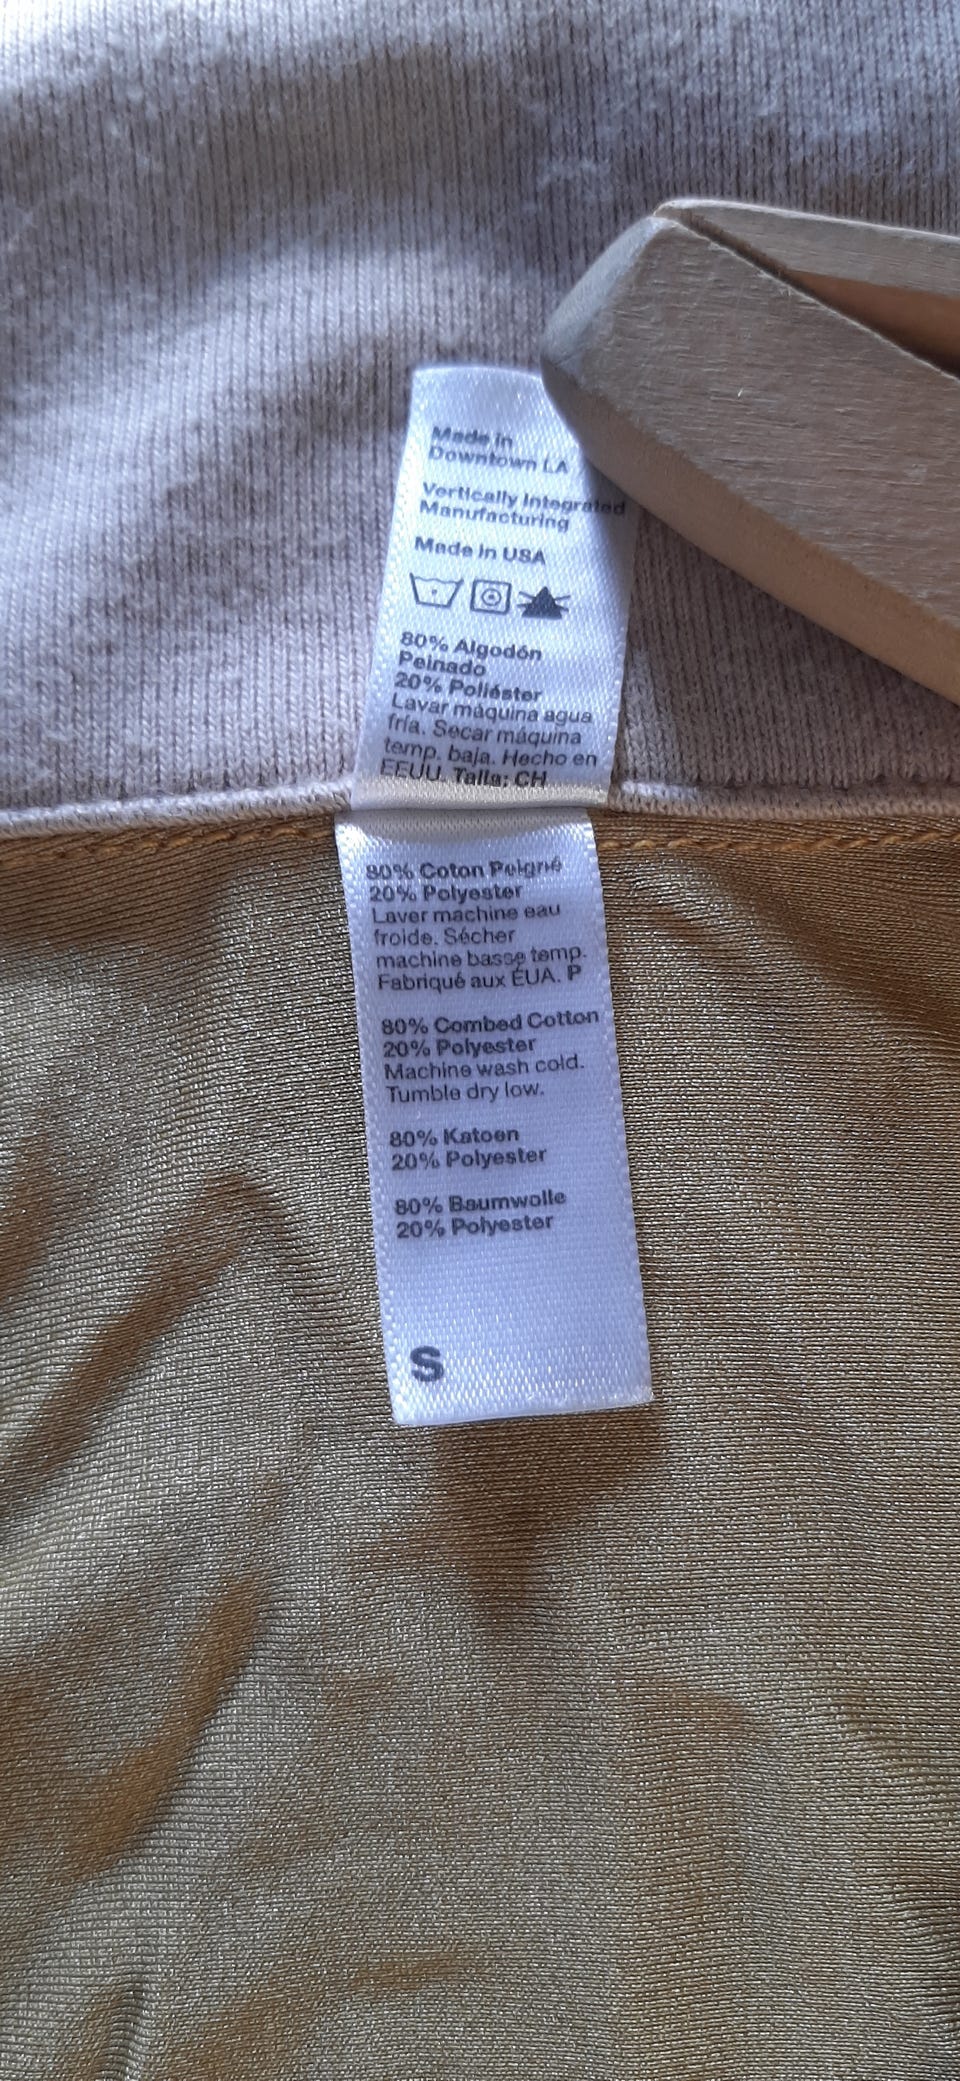 Made in
Downtown LA
Vertically Integrated
Manufacturing
Made in USA
80% Algodón
Peinado
20% Poliéster
Lavar máquina agua
fría. Secar máquina
temp. baja. Hecho en
EEUU. Talla: CH
80% Coton Peigné
20% Polyester
Laver machine eau
froide. Sécher
machine basse temp.
Fabriqué aux ÉUA. P
80% Combed Cotton
20% Polyester
Machine wash cold.
Tumble dry low.
80% Katoen
20% Polyester
80% Baumwolle
20% Polyester
S